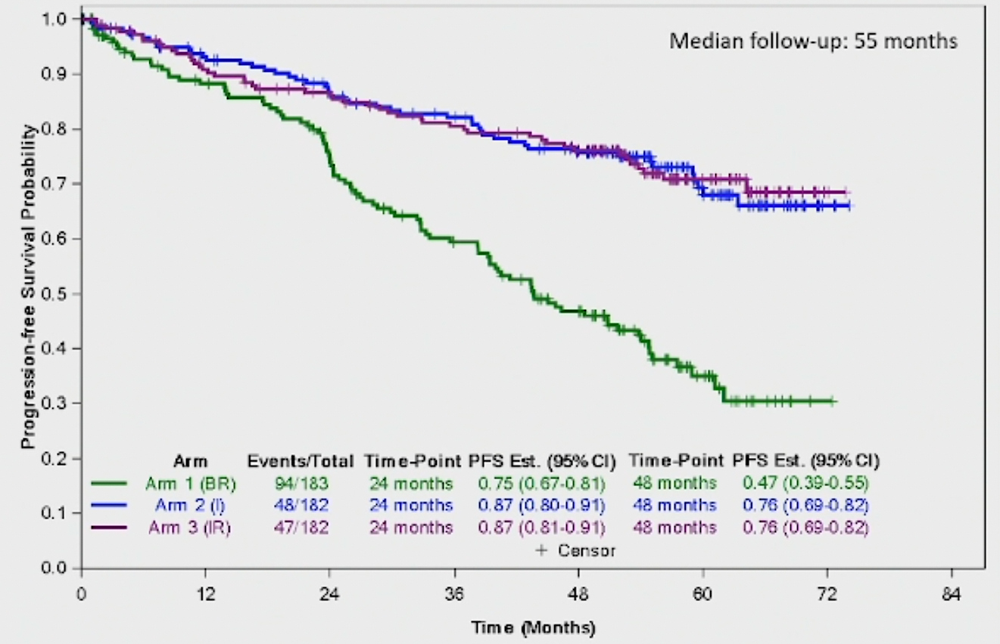 Median follow-up: 55 months
Progression-free Survival Probability
1.0
0.9
0.8
0.7
0.6
0.5
0.4
0.3
0.2
0.1
0.0
Arm Events/Total Time-Point PFS Est. (95% CI) Time-Point PFS Est. (95% CI)
Arm 1 (BR) 94/183 24 months 0.75 (0.67-0.81) 48 months 0.47 (0.39-0.55)
Arm 2 (I) 48/182 24 months 0.87 (0.80-0.91) 48 months 0.76 (0.69-0.82)
Arm 3 (IR) 47/182 24 months 0.87 (0.81-0.91) 48 months 0.76 (0.69-0.82)
+ Censor
0 12 24 36 48 60 72 84
Time (Months)